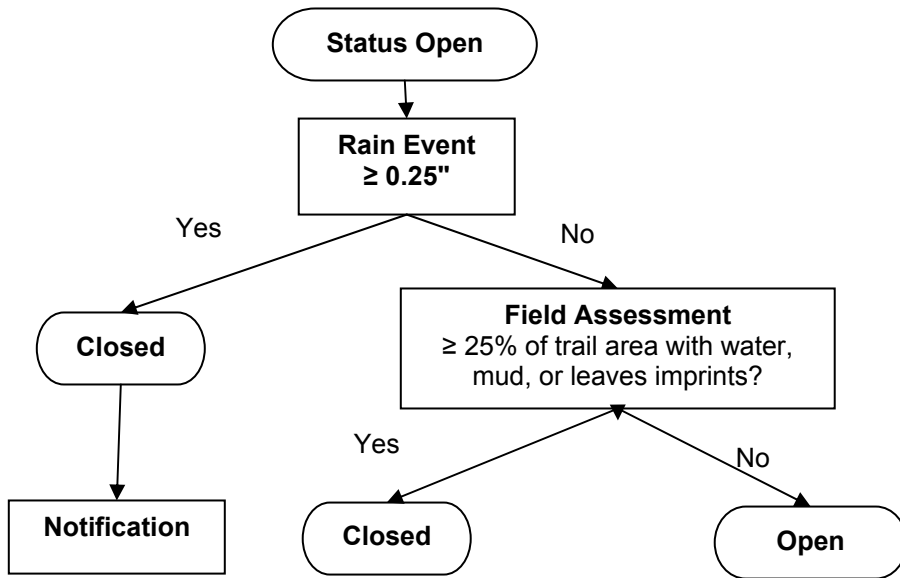 Status Open
Rain Event
≥ 0.25"
Yes
No
Closed
Field Assessment
≥ 25% of trail area with water,
mud, or leaves imprints?
Yes
No
Notification
Closed
Open